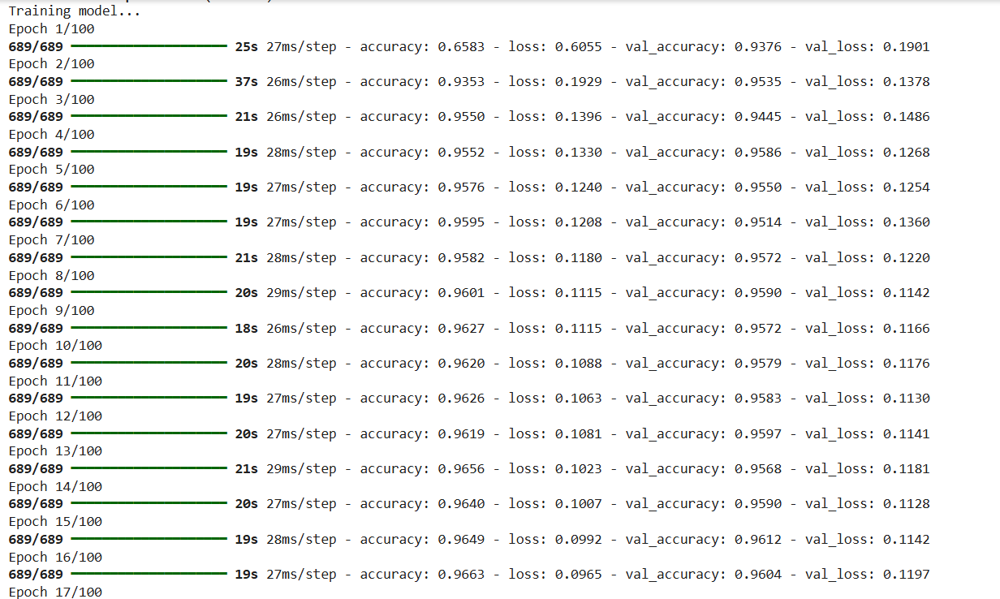 Training model...
Epoch 1/100
689/689 25s 27ms/step - accuracy: 0.6583 - loss: 0.6055 - val_accuracy: 0.9376 - val_loss: 0.1901
Epoch 2/100
689/689 37s 26ms/step - accuracy: 0.9353 - loss: 0.1929 - val_accuracy: 0.9535 - val_loss: 0.1378
Epoch 3/100
689/689 21s 26ms/step - accuracy: 0.9550 - loss: 0.1396 - val_accuracy: 0.9445 - val_loss: 0.1486
Epoch 4/100
689/689 19s 28ms/step - accuracy: 0.9552 - loss: 0.1330 - val_accuracy: 0.9586 - val_loss: 0.1268
Epoch 5/100
689/689 19s 27ms/step - accuracy: 0.9576 - loss: 0.1240 - val_accuracy: 0.9550 - val_loss: 0.1254
Epoch 6/100
689/689 19s 27ms/step - accuracy: 0.9595 - loss: 0.1208 - val_accuracy: 0.9514 - val_loss: 0.1360
Epoch 7/100
689/689 21s 28ms/step - accuracy: 0.9582 - loss: 0.1180 - val_accuracy: 0.9572 - val_loss: 0.1220
Epoch 8/100
689/689 20s 29ms/step - accuracy: 0.9601 - loss: 0.1115 - val_accuracy: 0.9590 - val_loss: 0.1142
Epoch 9/100
689/689 18s 26ms/step - accuracy: 0.9627 - loss: 0.1115 - val_accuracy: 0.9572 - val_loss: 0.1166
Epoch 10/100
689/689 20s 28ms/step - accuracy: 0.9620 - loss: 0.1088 - val_accuracy: 0.9579 - val_loss: 0.1176
Epoch 11/100
689/689 19s 27ms/step - accuracy: 0.9626 - loss: 0.1063 - val_accuracy: 0.9583 - val_loss: 0.1130
Epoch 12/100
689/689 20s 27ms/step - accuracy: 0.9619 - loss: 0.1081 - val_accuracy: 0.9597 - val_loss: 0.1141
Epoch 13/100
689/689 21s 29ms/step - accuracy: 0.9656 - loss: 0.1023 - val_accuracy: 0.9568 - val_loss: 0.1181
Epoch 14/100
689/689 20s 27ms/step - accuracy: 0.9640 - loss: 0.1007 - val_accuracy: 0.9590 - val_loss: 0.1128
Epoch 15/100
689/689 19s 28ms/step - accuracy: 0.9649 - loss: 0.0992 - val_accuracy: 0.9612 - val_loss: 0.1142
Epoch 16/100
689/689 19s 27ms/step - accuracy: 0.9663 - loss: 0.0965 - val_accuracy: 0.9604 - val_loss: 0.1197
Epoch 17/100